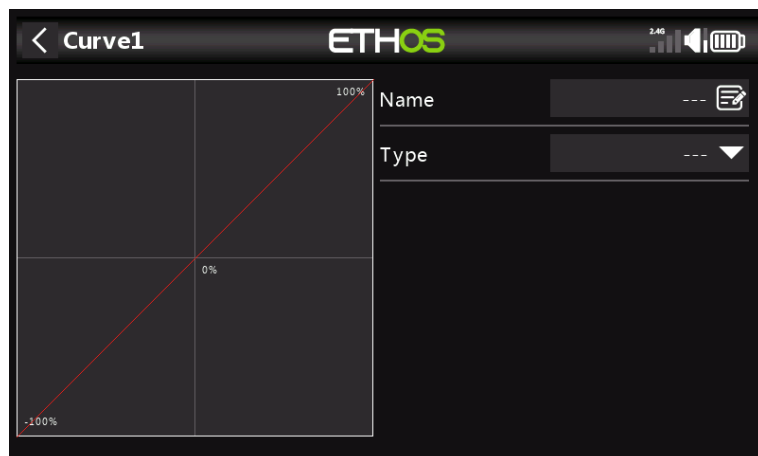 Curve1
ETHOS
2.4G
100%
0%
-100%
Name ---
Type ---